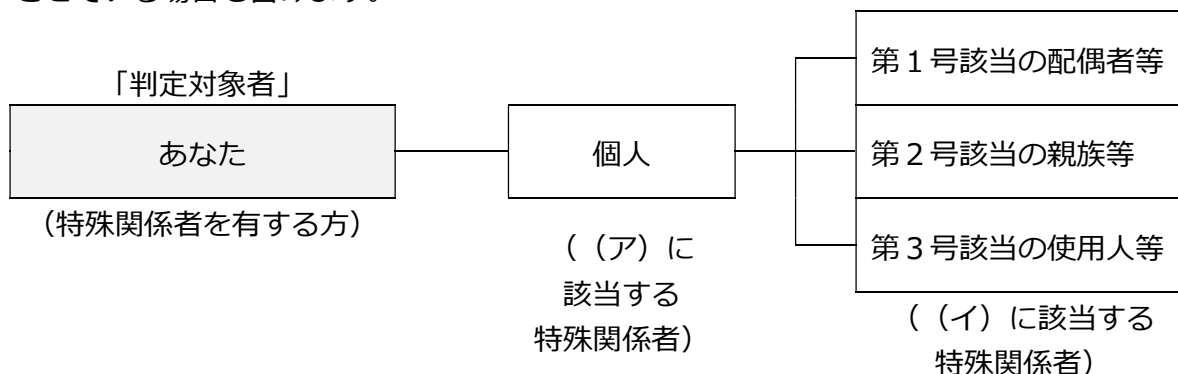 「判定対象者」
あなた
(特殊関係者を有する方)
個人
((ア)に
該当する
特殊関係者)
第1号該当の配偶者等
第2号該当の親族等
第3号該当の使用人等
((イ)に該当する
特殊関係者)